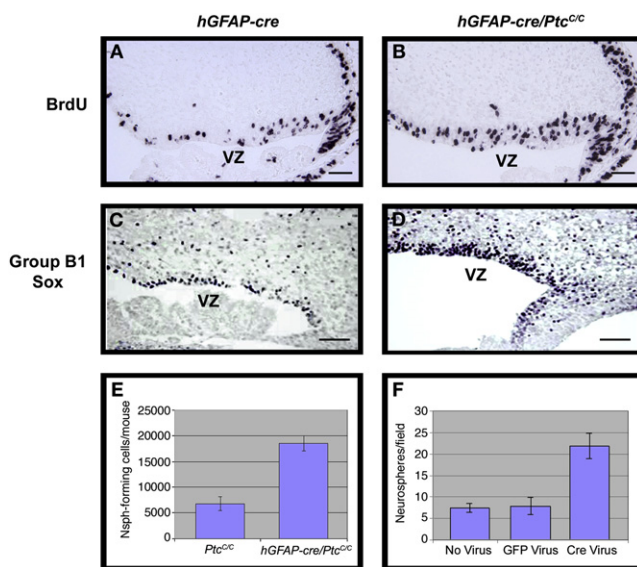 hGFAP-cre
hGFAP-cre/Ptc^C/C
BrdU
A
VZ
B
VZ
Group B1
Sox
C
VZ
D
VZ
E
Nsph-forming cells/mouse
25000
20000
15000
10000
5000
0
Ptc^C/C
hGFAP-cre/Ptc^C/C
F
Neurospheres/field
30
25
20
15
10
5
0
No Virus
GFP Virus
Cre Virus